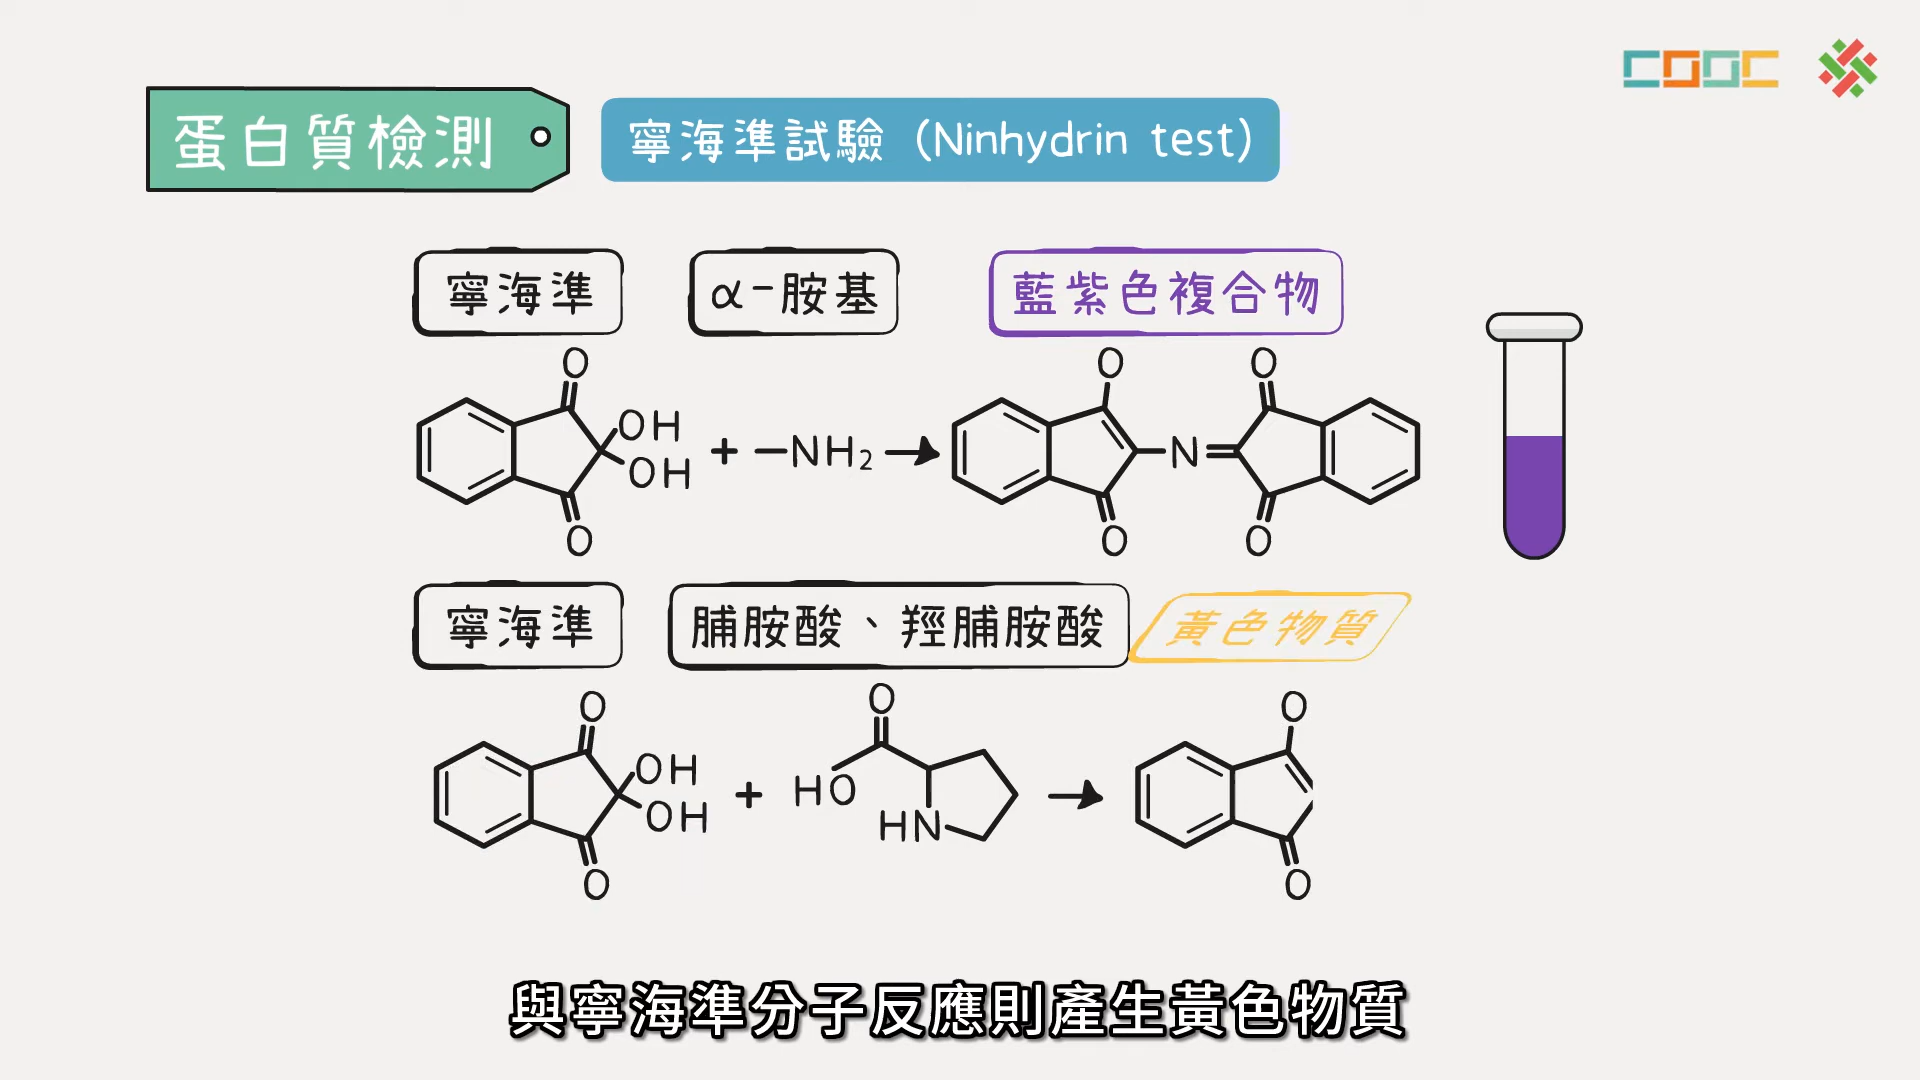 COOC
蛋白質檢測
寧海準試驗 (Ninhydrin test)
寧海準
α-胺基
藍紫色複合物
O
O
O
OH
OH
+
NH₂
N
O
O
O
寧海準
脯胺酸、羥脯胺酸
黃色物質
O
O
O
OH
OH
+
HO
HN
O
O
與寧海準分子反應則產生黃色物質